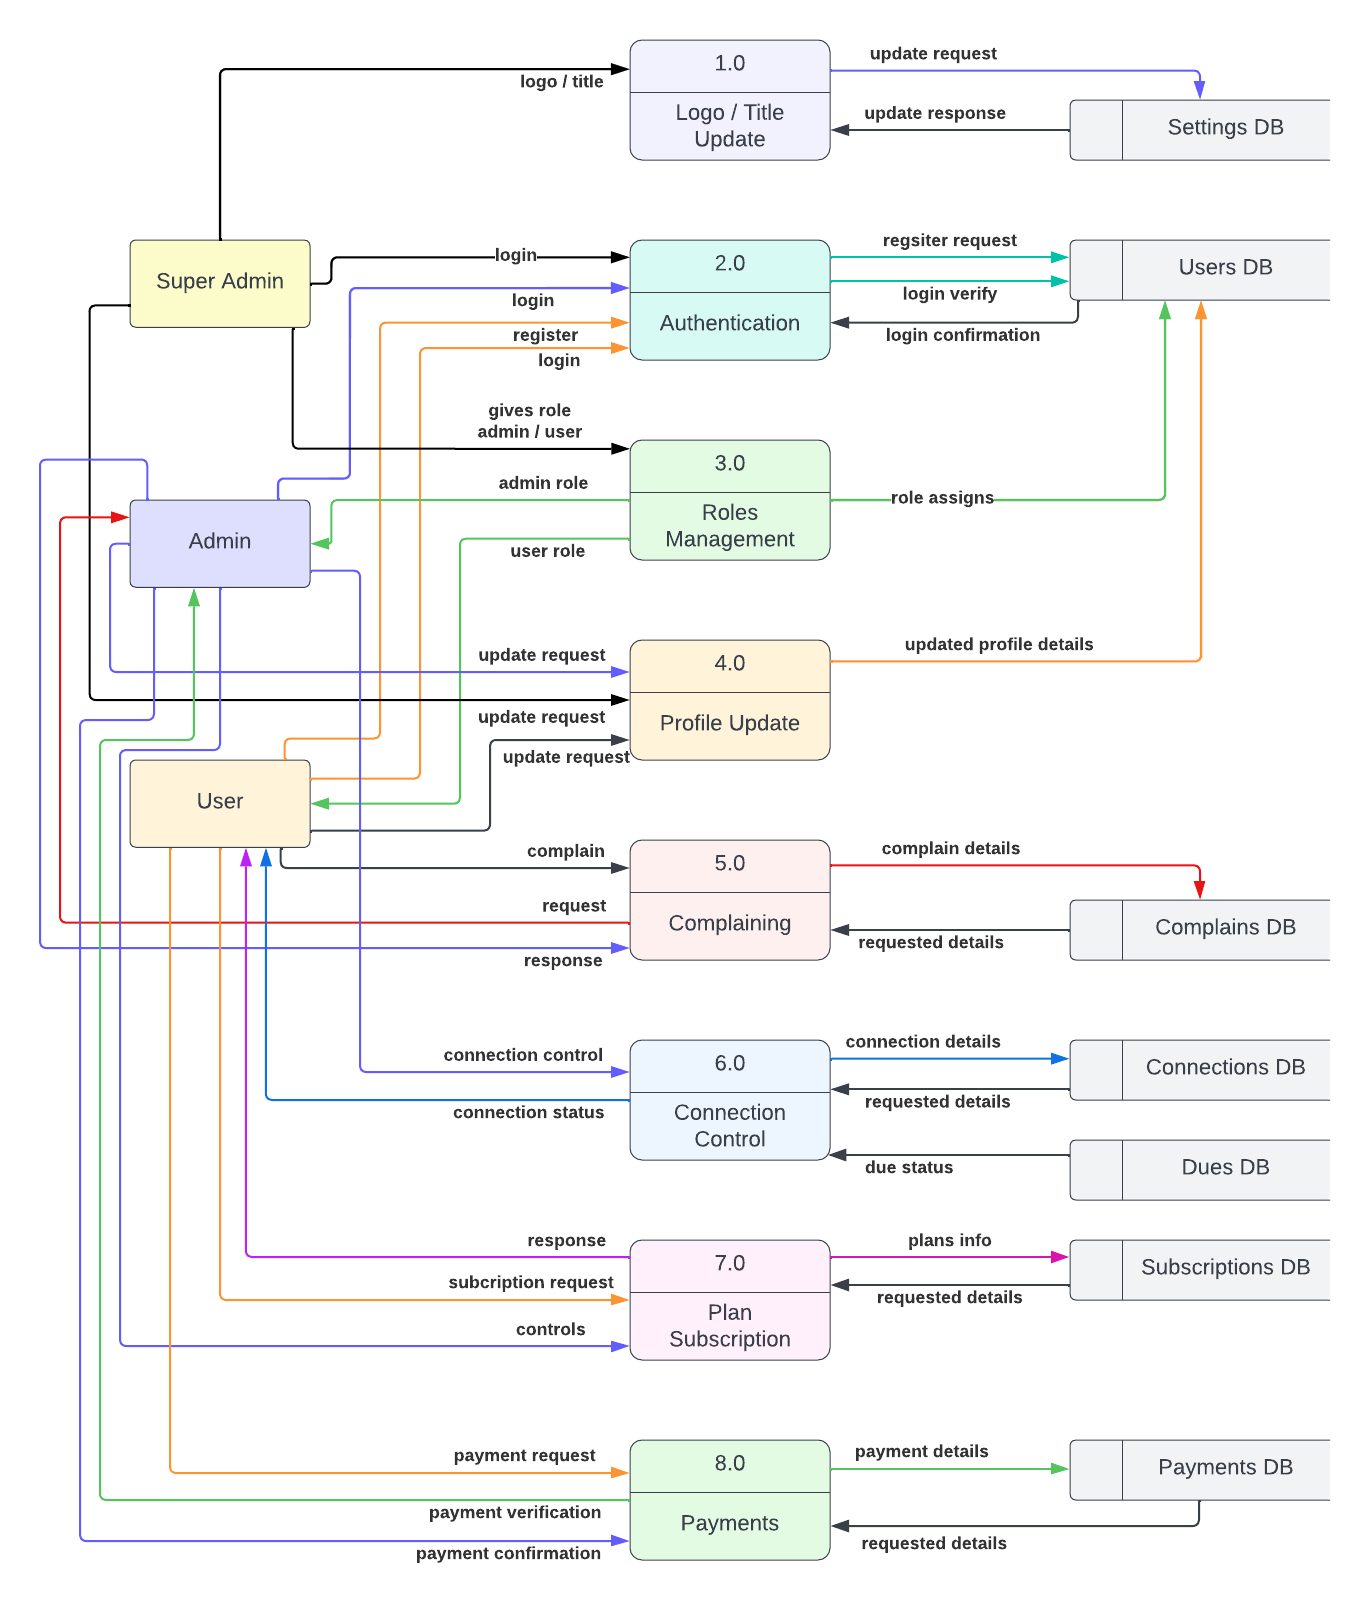 1.0
update request
logo / title
Logo / Title
Update
update response
Settings DB
Super Admin
login
2.0
regsiter request
Users DB
login
login verify
Authentication
register
login confirmation
login
gives role
admin / user
3.0
admin role
role assigns
Roles
Management
Admin
user role
update request
4.0
updated profile details
update request
Profile Update
update request
User
complain
5.0
complain details
request
Complaining
Complains DB
requested details
response
connection control
6.0
connection details
Connections DB
connection status
Connection
Control
requested details
due status
Dues DB
response
7.0
plans info
Subscriptions DB
subcription request
requested details
Plan
Subscription
controls
payment request
8.0
payment details
Payments DB
payment verification
Payments
requested details
payment confirmation